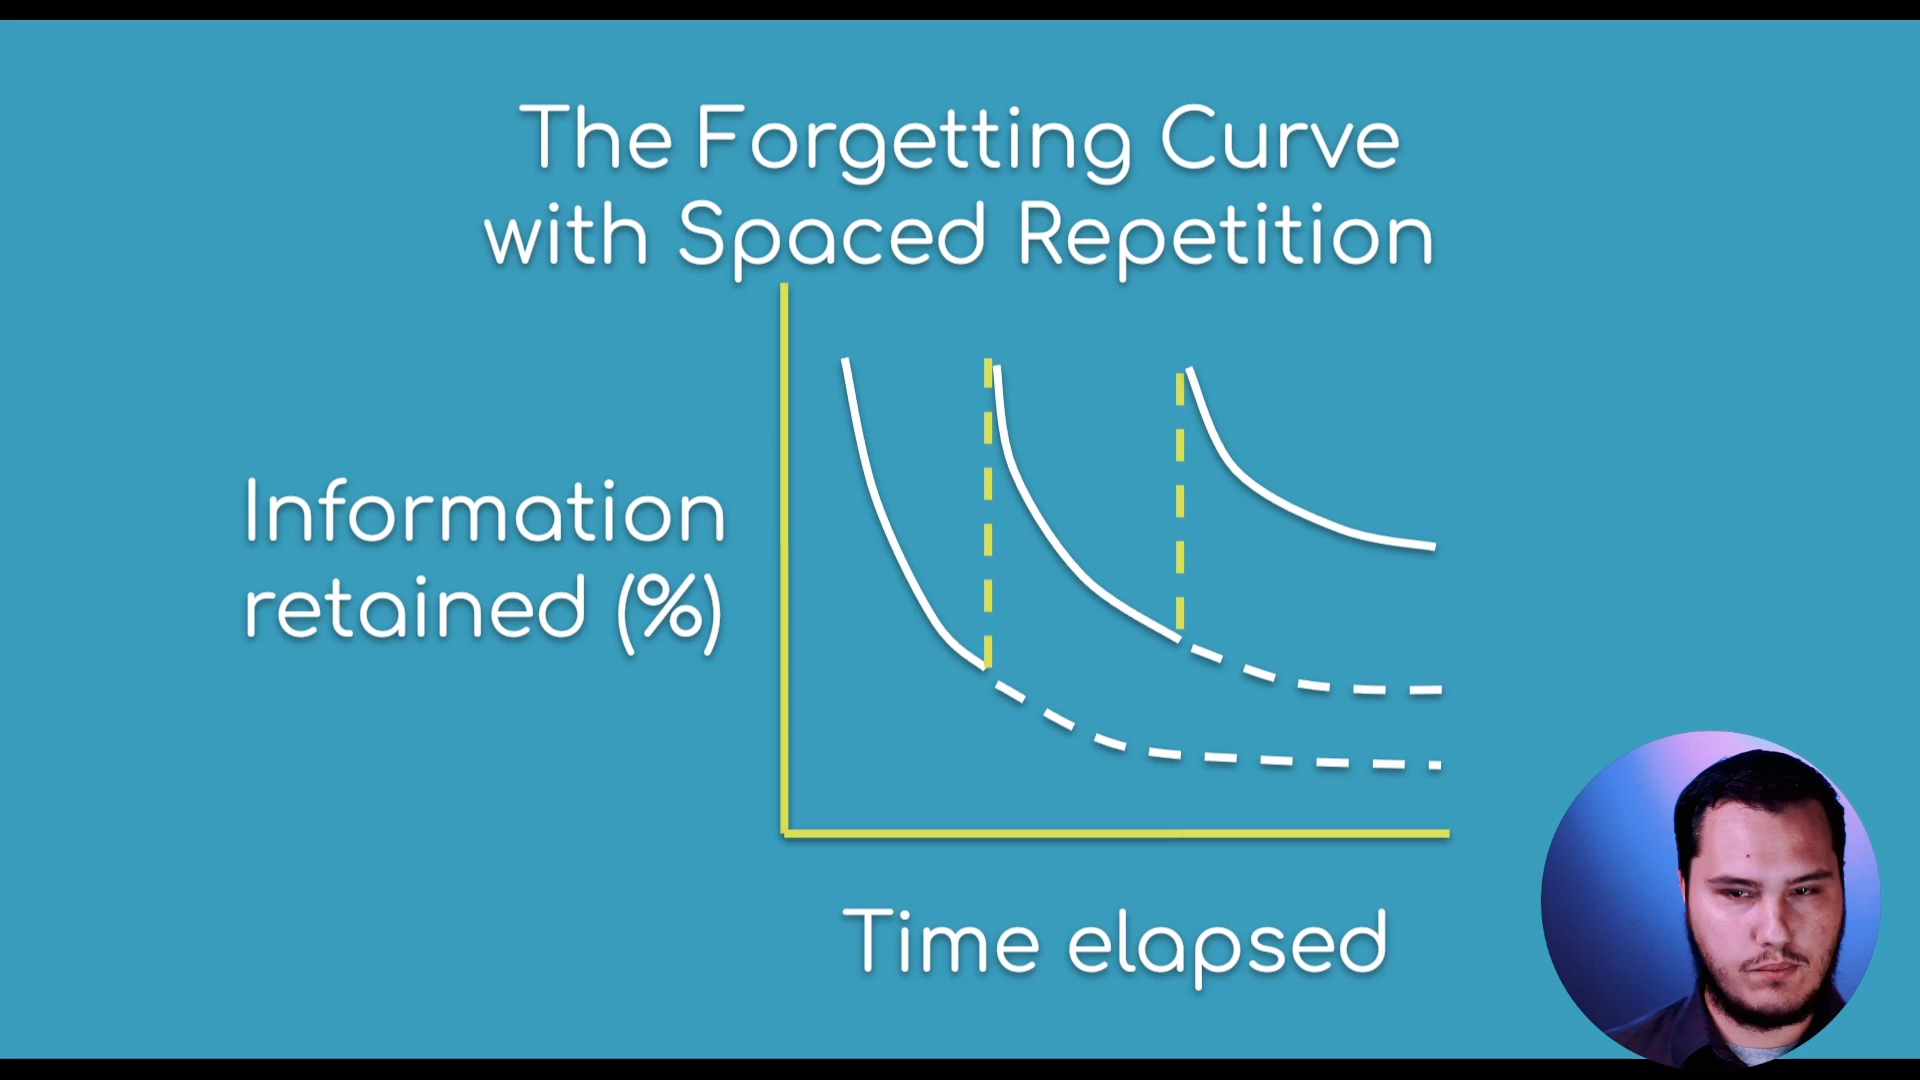 The Forgetting Curve
with Spaced Repetition
Information
retained (%)
Time elapsed